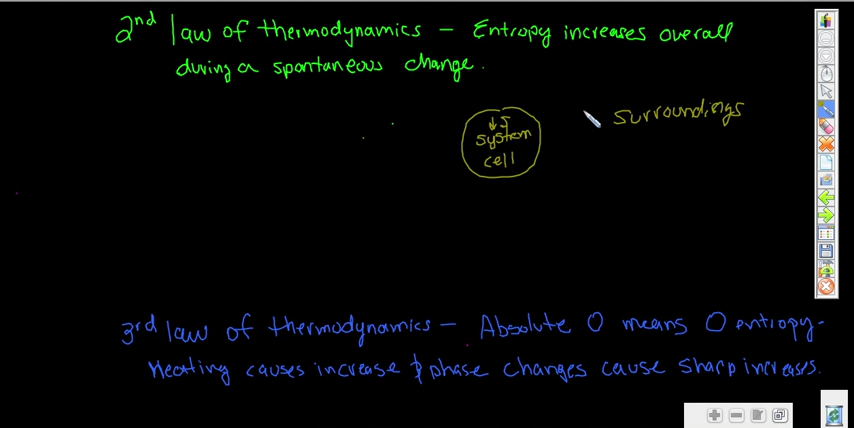 2nd law of thermodynamics – Entropy increases overall
during a spontaneous change.
↓S
system
cell
surroundings
3rd law of thermodynamics – Absolute 0 means 0 entropy.
Heating causes increase & phase changes cause sharp increases.